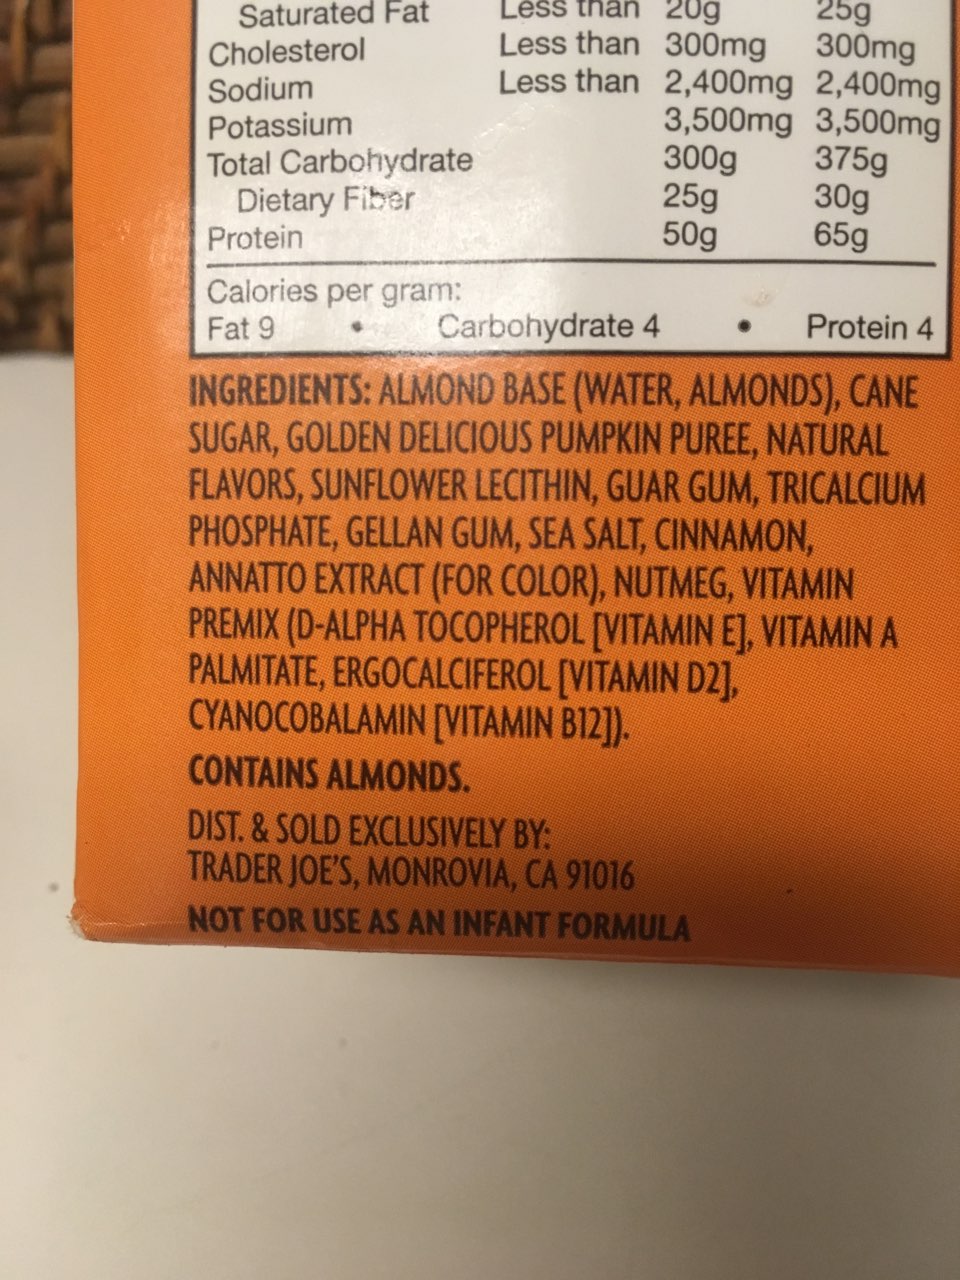 Saturated Fat Less than 20g 25g
Cholesterol Less than 300mg 300mg
Sodium Less than 2,400mg 2,400mg
Potassium 3,500mg 3,500mg
Total Carbohydrate 300g 375g
Dietary Fiber 25g 30g
Protein 50g 65g
Calories per gram:
Fat 9 • Carbohydrate 4 • Protein 4
INGREDIENTS: ALMOND BASE (WATER, ALMONDS), CANE
SUGAR, GOLDEN DELICIOUS PUMPKIN PUREE, NATURAL
FLAVORS, SUNFLOWER LECITHIN, GUAR GUM, TRICALCIUM
PHOSPHATE, GELLAN GUM, SEA SALT, CINNAMON,
ANNATTO EXTRACT (FOR COLOR), NUTMEG, VITAMIN
PREMIX (D-ALPHA TOCOPHEROL [VITAMIN E], VITAMIN A
PALMITATE, ERGOCALCIFEROL [VITAMIN D2],
CYANOCOBALAMIN [VITAMIN B12]).
CONTAINS ALMONDS.
DIST. & SOLD EXCLUSIVELY BY:
TRADER JOE'S, MONROVIA, CA 91016
NOT FOR USE AS AN INFANT FORMULA